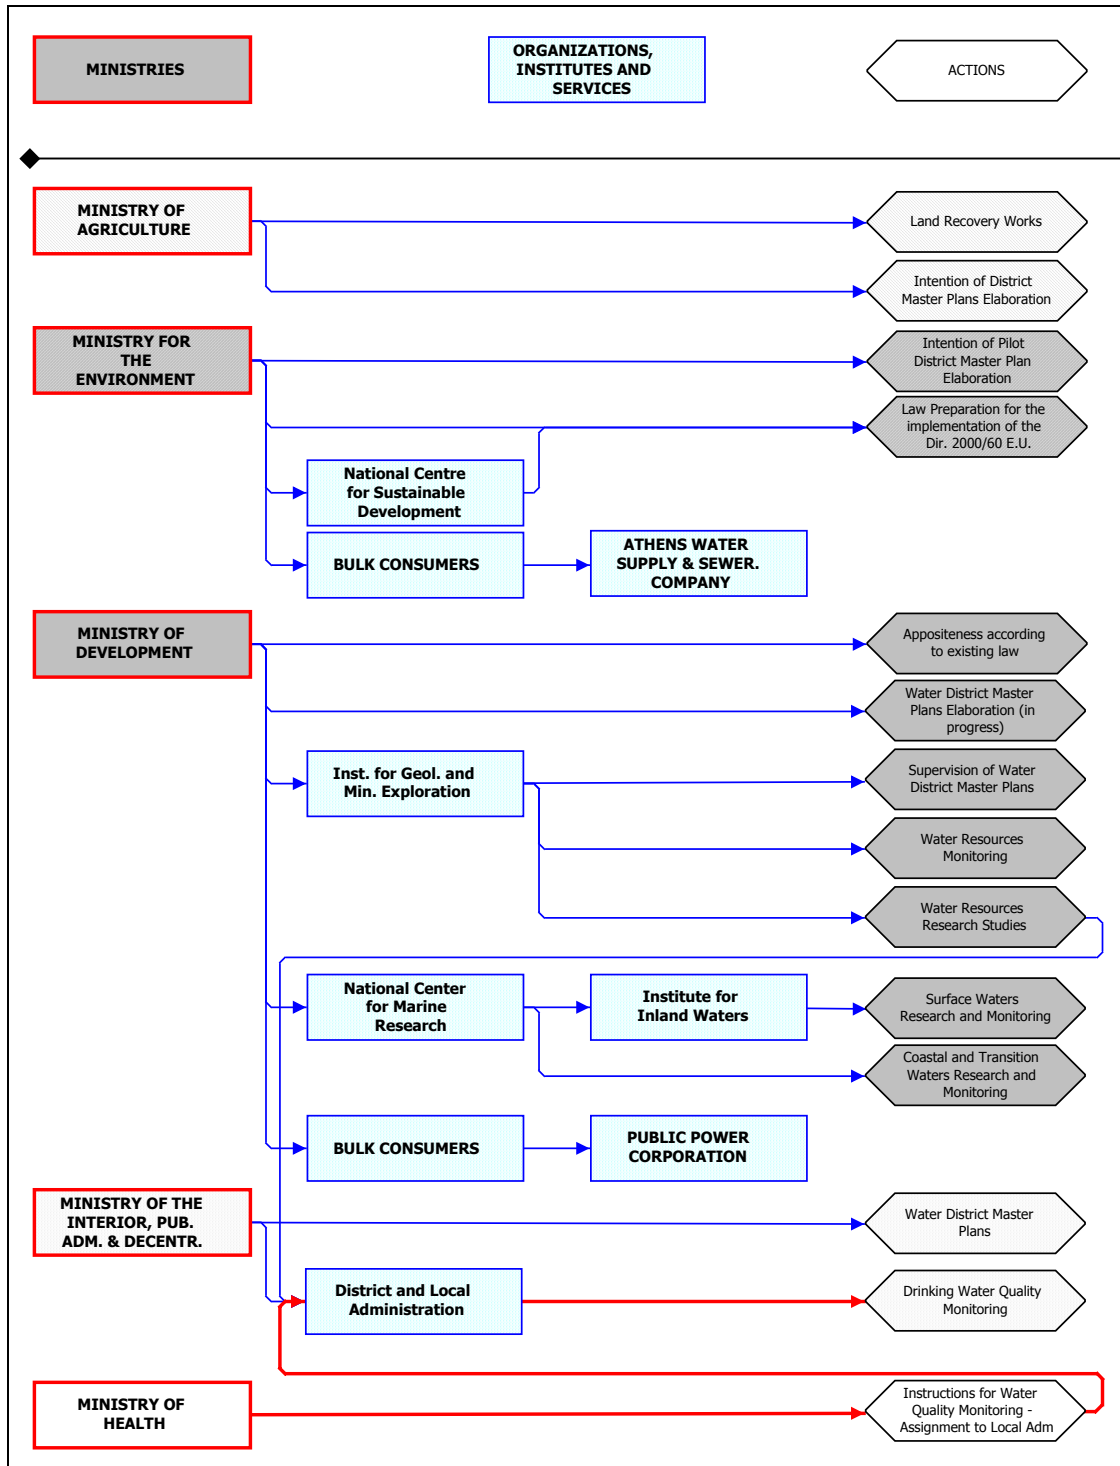 MINISTRIES
ORGANIZATIONS,
INSTITUTES AND
SERVICES
ACTIONS
MINISTRY OF
AGRICULTURE
Land Recovery Works
Intention of District
Master Plans Elaboration
MINISTRY FOR
THE
ENVIRONMENT
Intention of Pilot
District Master Plan
Elaboration
Law Preparation for the
implementation of the
Dir. 2000/60 E.U.
National Centre
for Sustainable
Development
BULK CONSUMERS
ATHENS WATER
SUPPLY & SEWER.
COMPANY
MINISTRY OF
DEVELOPMENT
Appositeness according
to existing law
Water District Master
Plans Elaboration (in
progress)
Inst. for Geol. and
Min. Exploration
Supervision of Water
District Master Plans
Water Resources
Monitoring
Water Resources
Research Studies
National Center
for Marine
Research
Institute for
Inland Waters
Surface Waters
Research and Monitoring
Coastal and Transition
Waters Research and
Monitoring
BULK CONSUMERS
PUBLIC POWER
CORPORATION
MINISTRY OF THE
INTERIOR, PUB.
ADM. & DECENTR.
Water District Master
Plans
District and Local
Administration
Drinking Water Quality
Monitoring
MINISTRY OF
HEALTH
Instructions for Water
Quality Monitoring -
Assignment to Local Adm